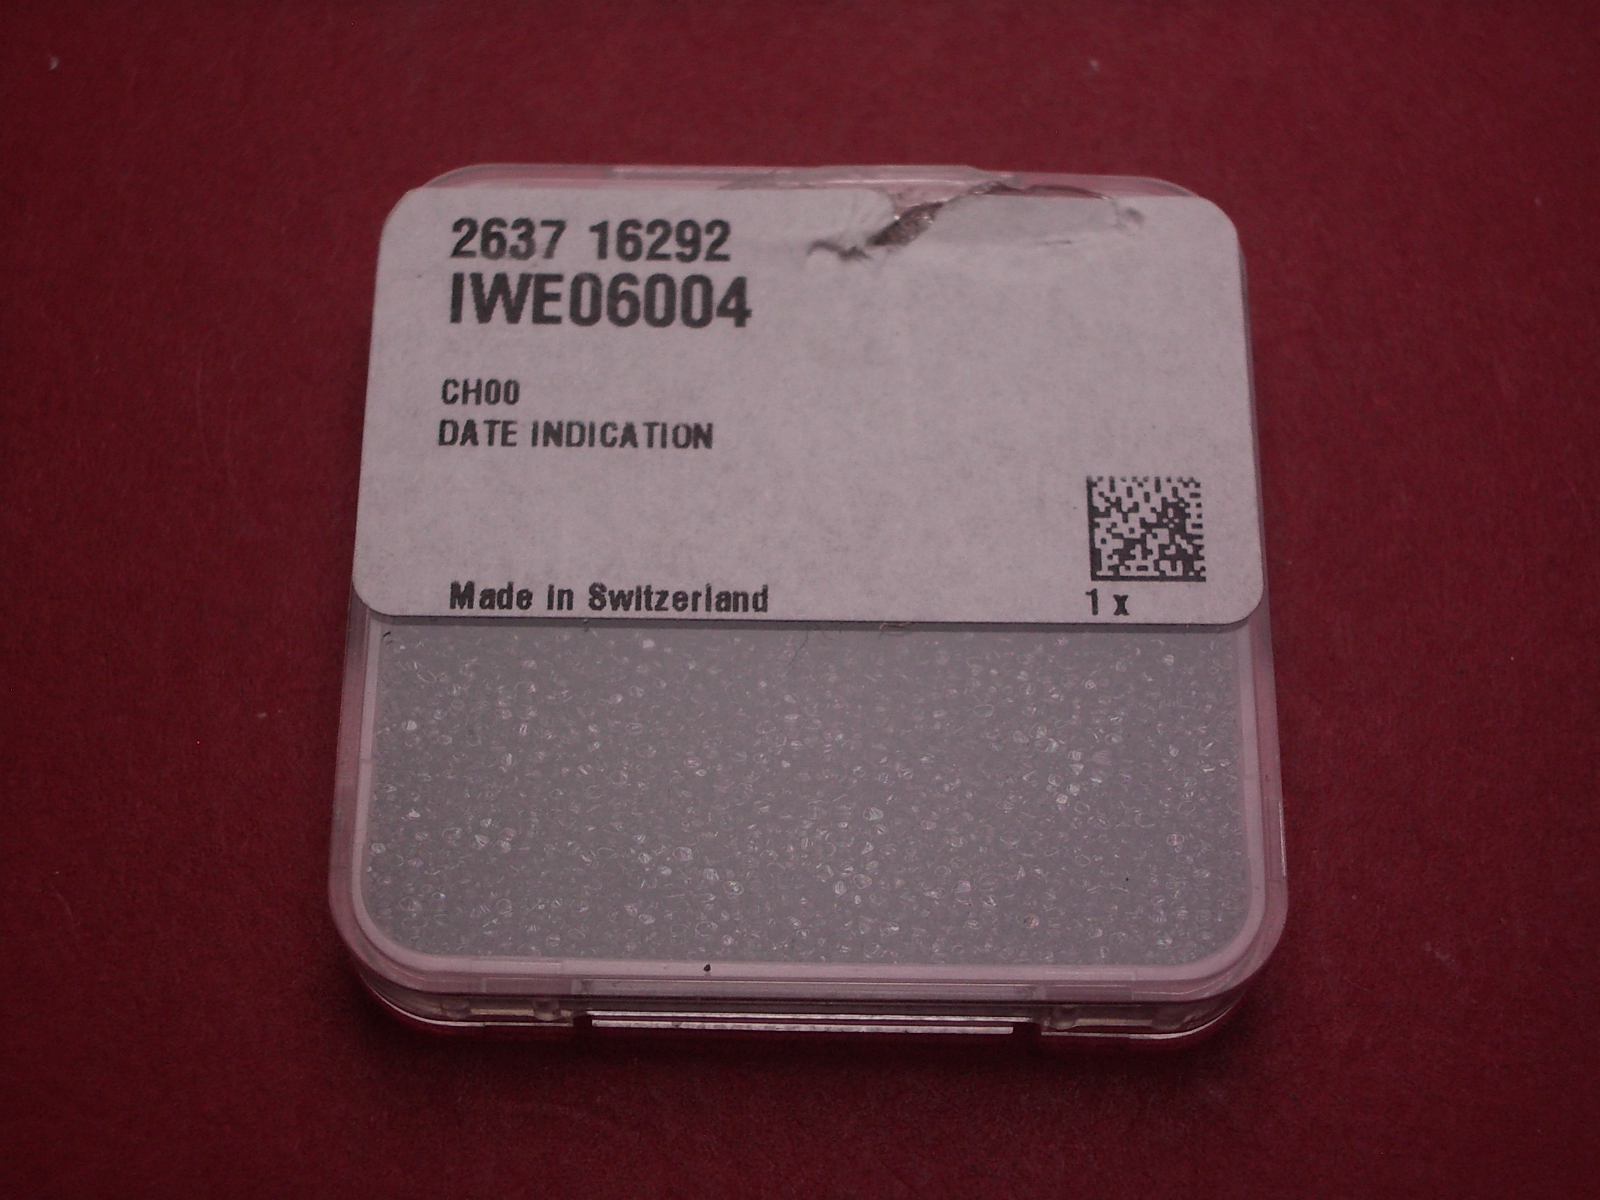 2637 16292
IWE06004
CH00
DATE INDICATION
Made in Switzerland
1 x